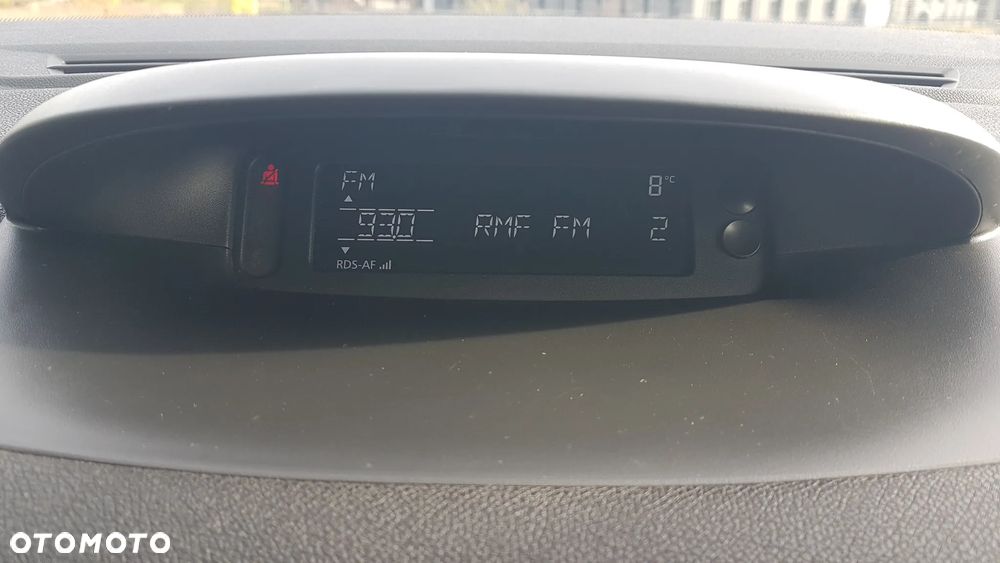 FM 8°C
93.0 RMF FM 2
RDS-AF
OTOMOTO